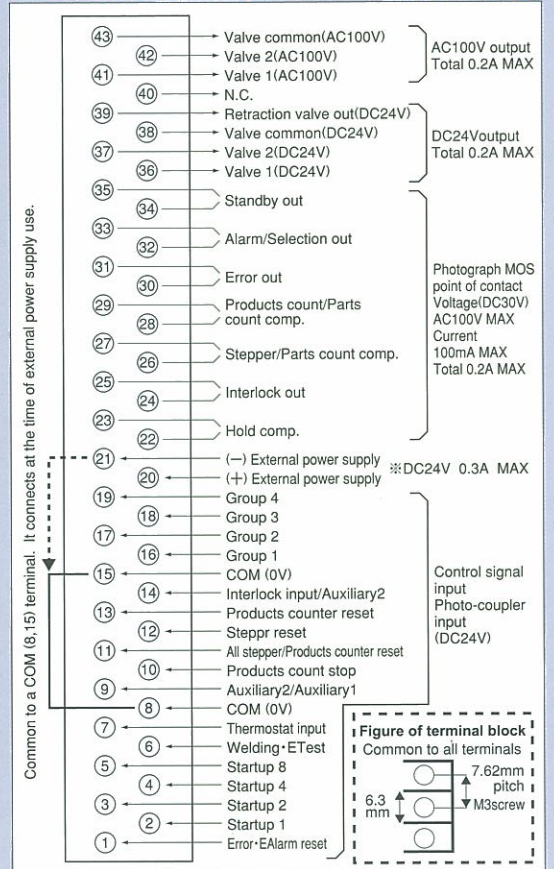 Common to a COM (8,15) terminal. It connects at the time of external power supply use.
43 Valve common(AC100V)
42 Valve 2(AC100V)
41 Valve 1(AC100V)
AC100V output
Total 0.2A MAX
40 N.C.
39 Retraction valve out(DC24V)
38 Valve common(DC24V)
37 Valve 2(DC24V)
36 Valve 1(DC24V)
DC24Voutput
Total 0.2A MAX
35
34
Standby out
33
32
Alarm/Selection out
31
30
Error out
29
28
Products count/Parts
count comp.
27
26
Stepper/Parts count comp.
25
24
Interlock out
23
22
Hold comp.
Photograph MOS
point of contact
Voltage(DC30V)
AC100V MAX
Current
100mA MAX
Total 0.2A MAX
21 (−) External power supply
20 (+) External power supply
※DC24V 0.3A MAX
19 Group 4
18 Group 3
17 Group 2
16 Group 1
15 COM (0V)
14 Interlock input/Auxiliary2
13 Products counter reset
12 Steppr reset
11 All stepper/Products counter reset
10 Products count stop
9 Auxiliary2/Auxiliary1
8 COM (0V)
7 Thermostat input
6 Welding・ETest
5 Startup 8
4 Startup 4
3 Startup 2
2 Startup 1
1 Error・EAlarm reset
Control signal
input
Photo-coupler
input
(DC24V)
Figure of terminal block
Common to all terminals
7.62mm
pitch
6.3
mm
M3screw